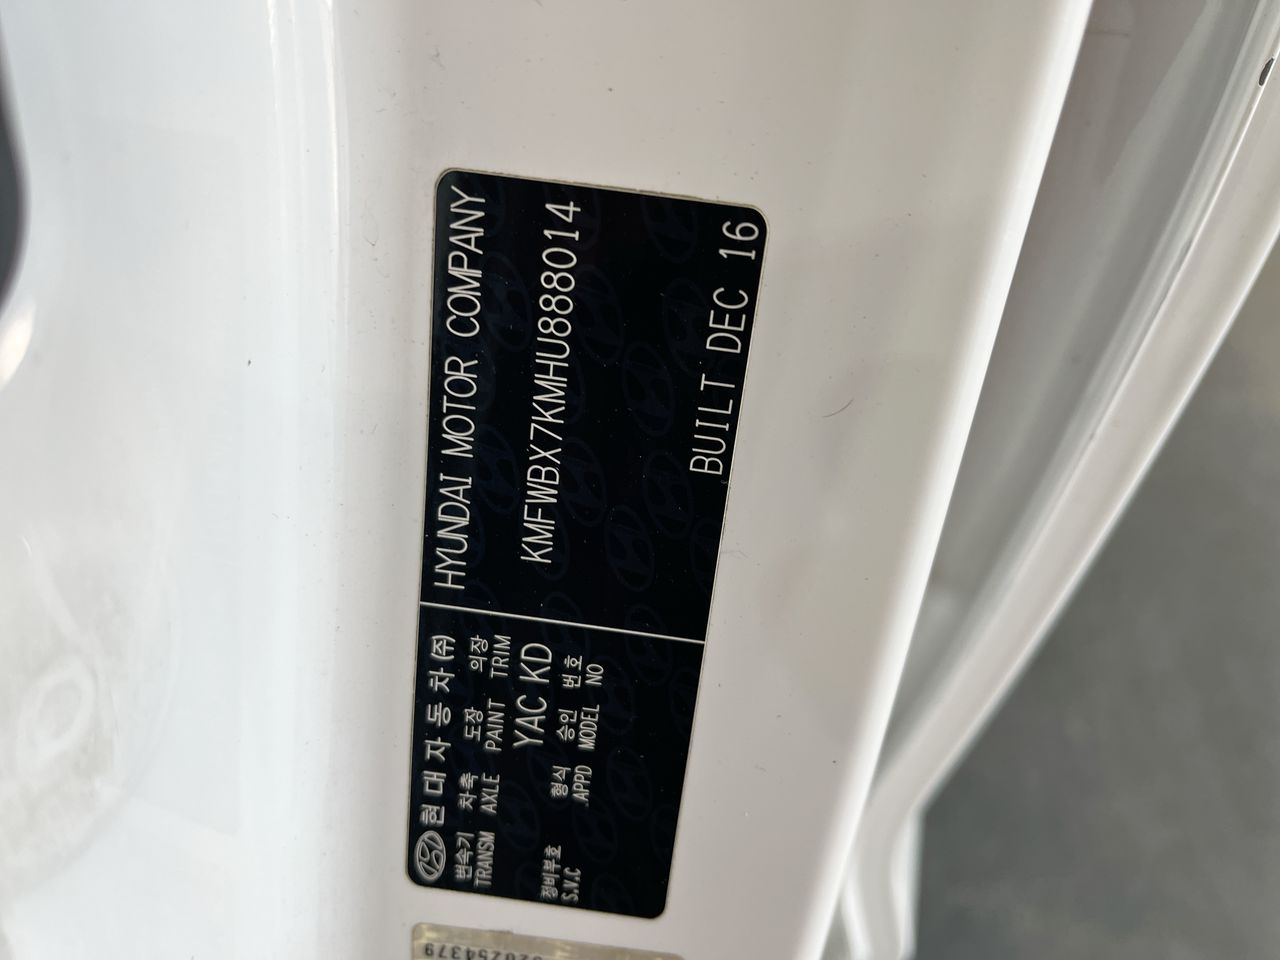 현대자동차(주)
HYUNDAI MOTOR COMPANY
변속기 차축 도장 의장
TRANSM AXLE PAINT TRIM
YAC KD
KMFWBX7KMHU888014
정비부호 형식 승인 번호
S.V.C APPD MODEL NO
BUILT DEC 16